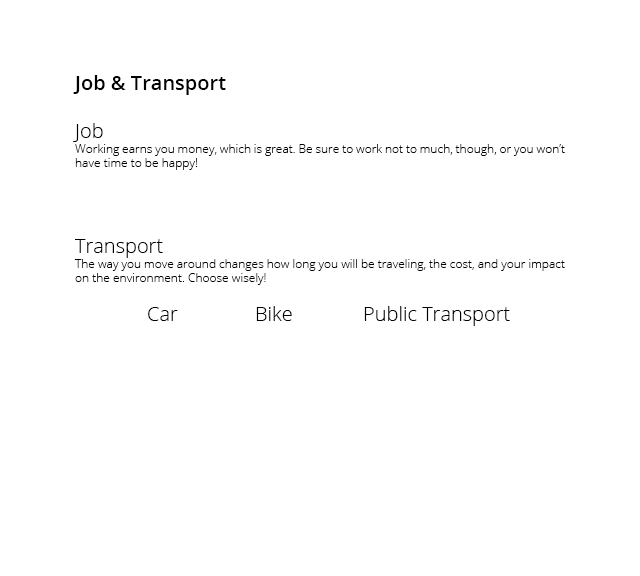 Job & Transport
Job
Working earns you money, which is great. Be sure to work not to much, though, or you won't
have time to be happy!
Transport
The way you move around changes how long you will be traveling, the cost, and your impact
on the environment. Choose wisely!
Car Bike Public Transport